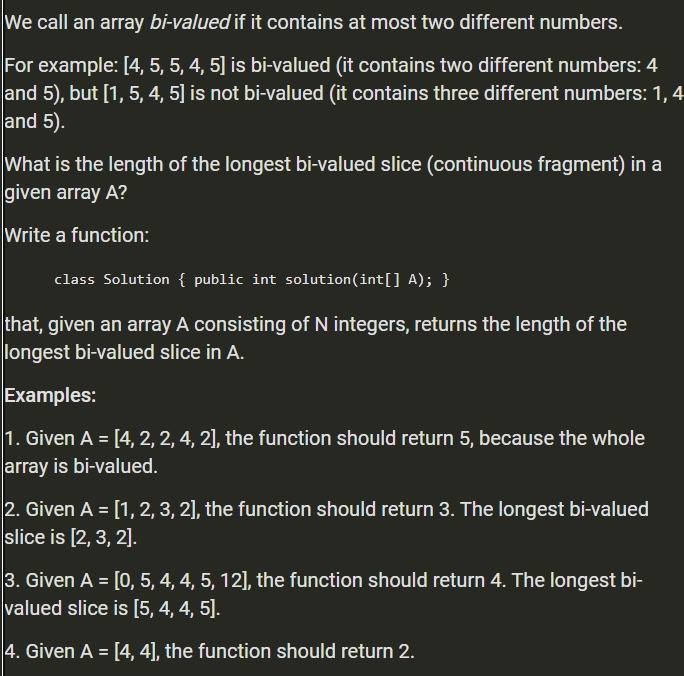 We call an array bi-valued if it contains at most two different numbers.
For example: [4, 5, 5, 4, 5] is bi-valued (it contains two different numbers: 4
and 5), but [1, 5, 4, 5] is not bi-valued (it contains three different numbers: 1, 4
and 5).
What is the length of the longest bi-valued slice (continuous fragment) in a
given array A?
Write a function:
class Solution { public int solution(int[] A); }
that, given an array A consisting of N integers, returns the length of the
longest bi-valued slice in A.
Examples:
1. Given A = [4, 2, 2, 4, 2], the function should return 5, because the whole
array is bi-valued.
2. Given A = [1, 2, 3, 2], the function should return 3. The longest bi-valued
slice is [2, 3, 2].
3. Given A = [0, 5, 4, 4, 5, 12], the function should return 4. The longest bi-
valued slice is [5, 4, 4, 5].
4. Given A = [4, 4], the function should return 2.